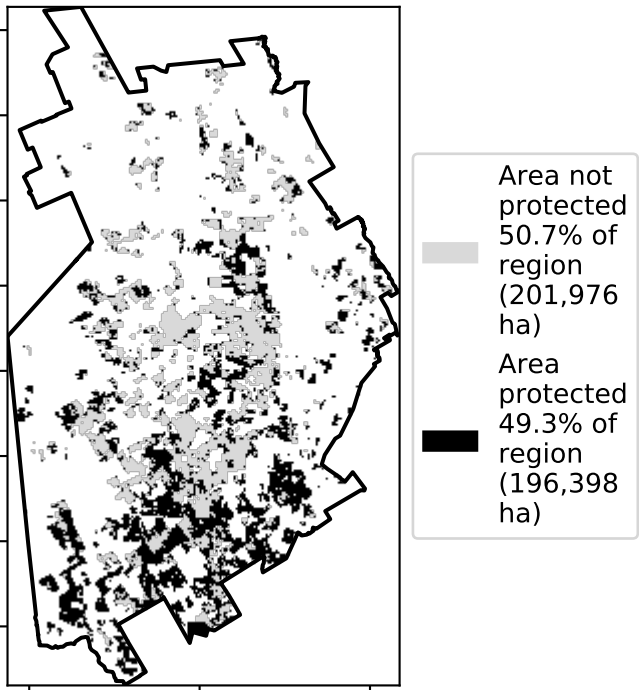 Area not
protected
50.7% of
region
(201,976
ha)
Area
protected
49.3% of
region
(196,398
ha)